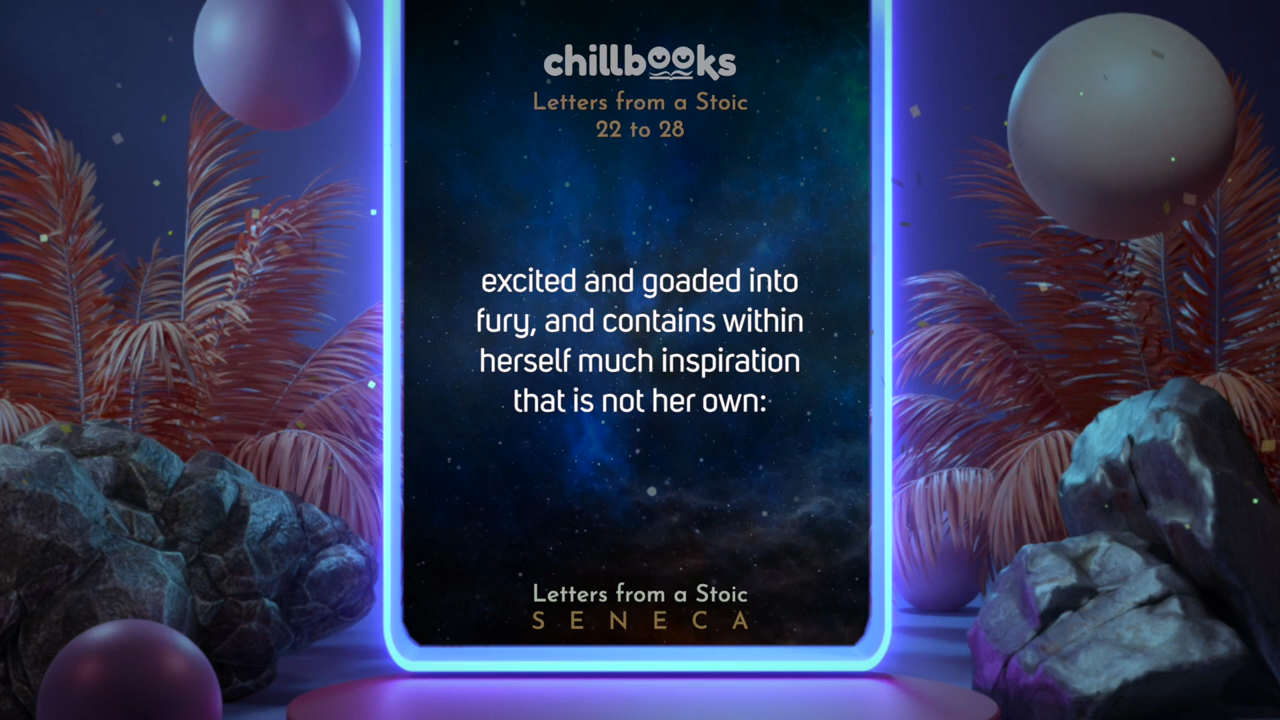 chillbooks
Letters from a Stoic
22 to 28
excited and goaded into
fury, and contains within
herself much inspiration
that is not her own:
Letters from a Stoic
SENECA